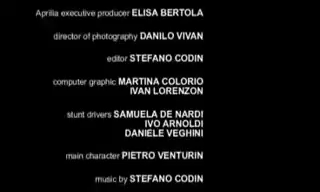 Aprilia executive producer ELISA BERTOLA
director of photography DANILO VIVAN
editor STEFANO CODIN
computer graphic MARTINA COLORIO
IVAN LORENZON
stunt drivers SAMUELA DE NARDI
IVO ARNOLDI
DANIELE VEGHINI
main character PIETRO VENTURIN
music by STEFANO CODIN